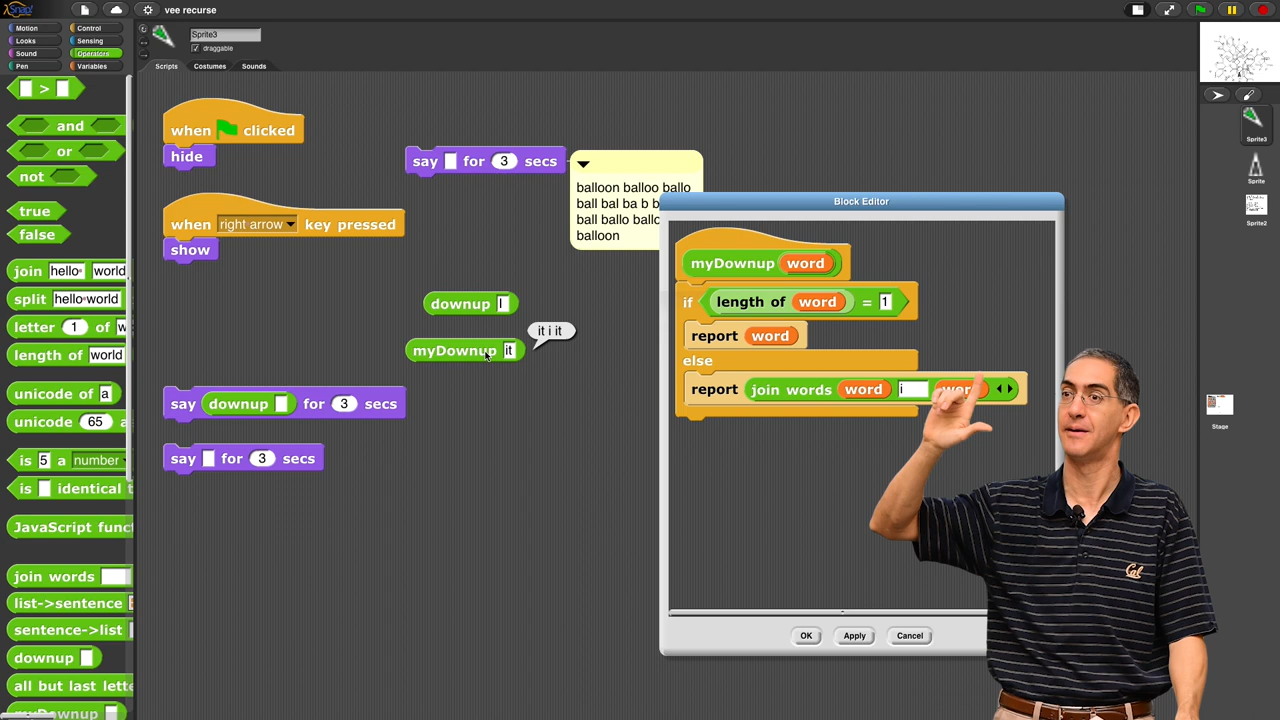 Snap!
vee recurse
Motion
Control
Looks
Sensing
Sound
Operators
Pen
Variables
Sprite3
draggable
Scripts
Costumes
Sounds
>
and
or
not
true
false
join hello world
split hello world
letter 1 of w
length of world
unicode of a
unicode 65 a
is 5 a number
is identical t
JavaScript funct
join words
list->sentence
sentence->list
downup
all but last lette
myDownup
when clicked
hide
when right arrow key pressed
show
say for 3 secs
balloon balloo ballo
ball bal ba b b
ball ballo ballo
balloon
downup l
myDownup it
it i it
say downup for 3 secs
say for 3 secs
Block Editor
myDownup word
if length of word = 1
report word
else
report join words word i word
OK
Apply
Cancel
Cal
Sprite3
Sprite
Sprite2
Stage